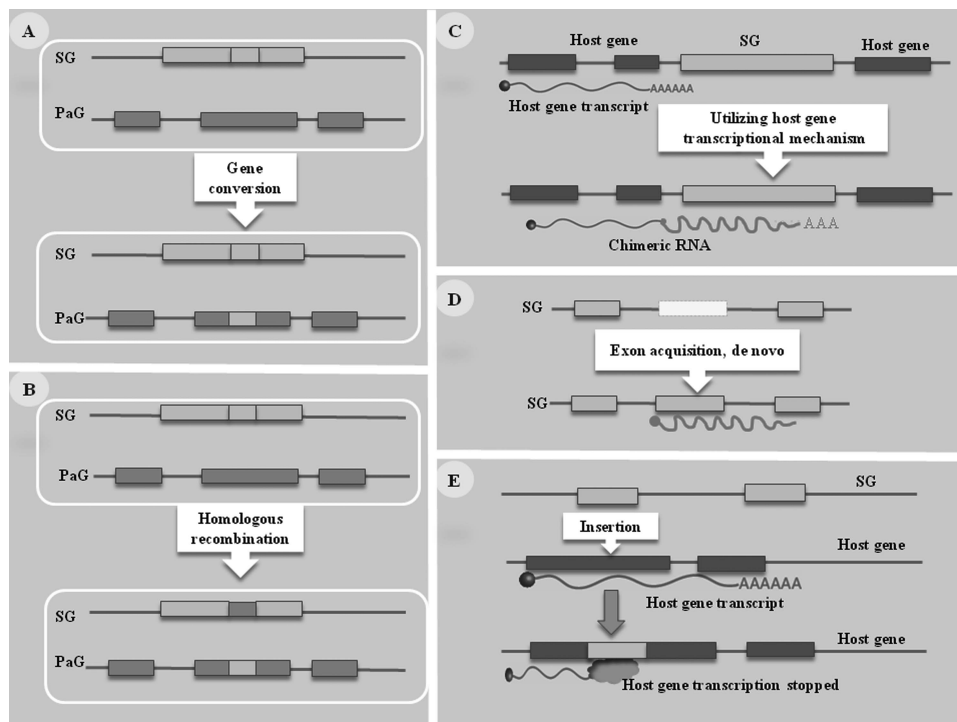 A
SG
PaG
Gene
conversion
SG
PaG
B
SG
PaG
Homologous
recombination
SG
PaG
C
Host gene
SG
Host gene
AAAAAA
Host gene transcript
Utilizing host gene
transcriptional mechanism
AAA
Chimeric RNA
D
SG
Exon acquisition, de novo
SG
E
SG
Insertion
Host gene
AAAAAA
Host gene transcript
Host gene
Host gene transcription stopped